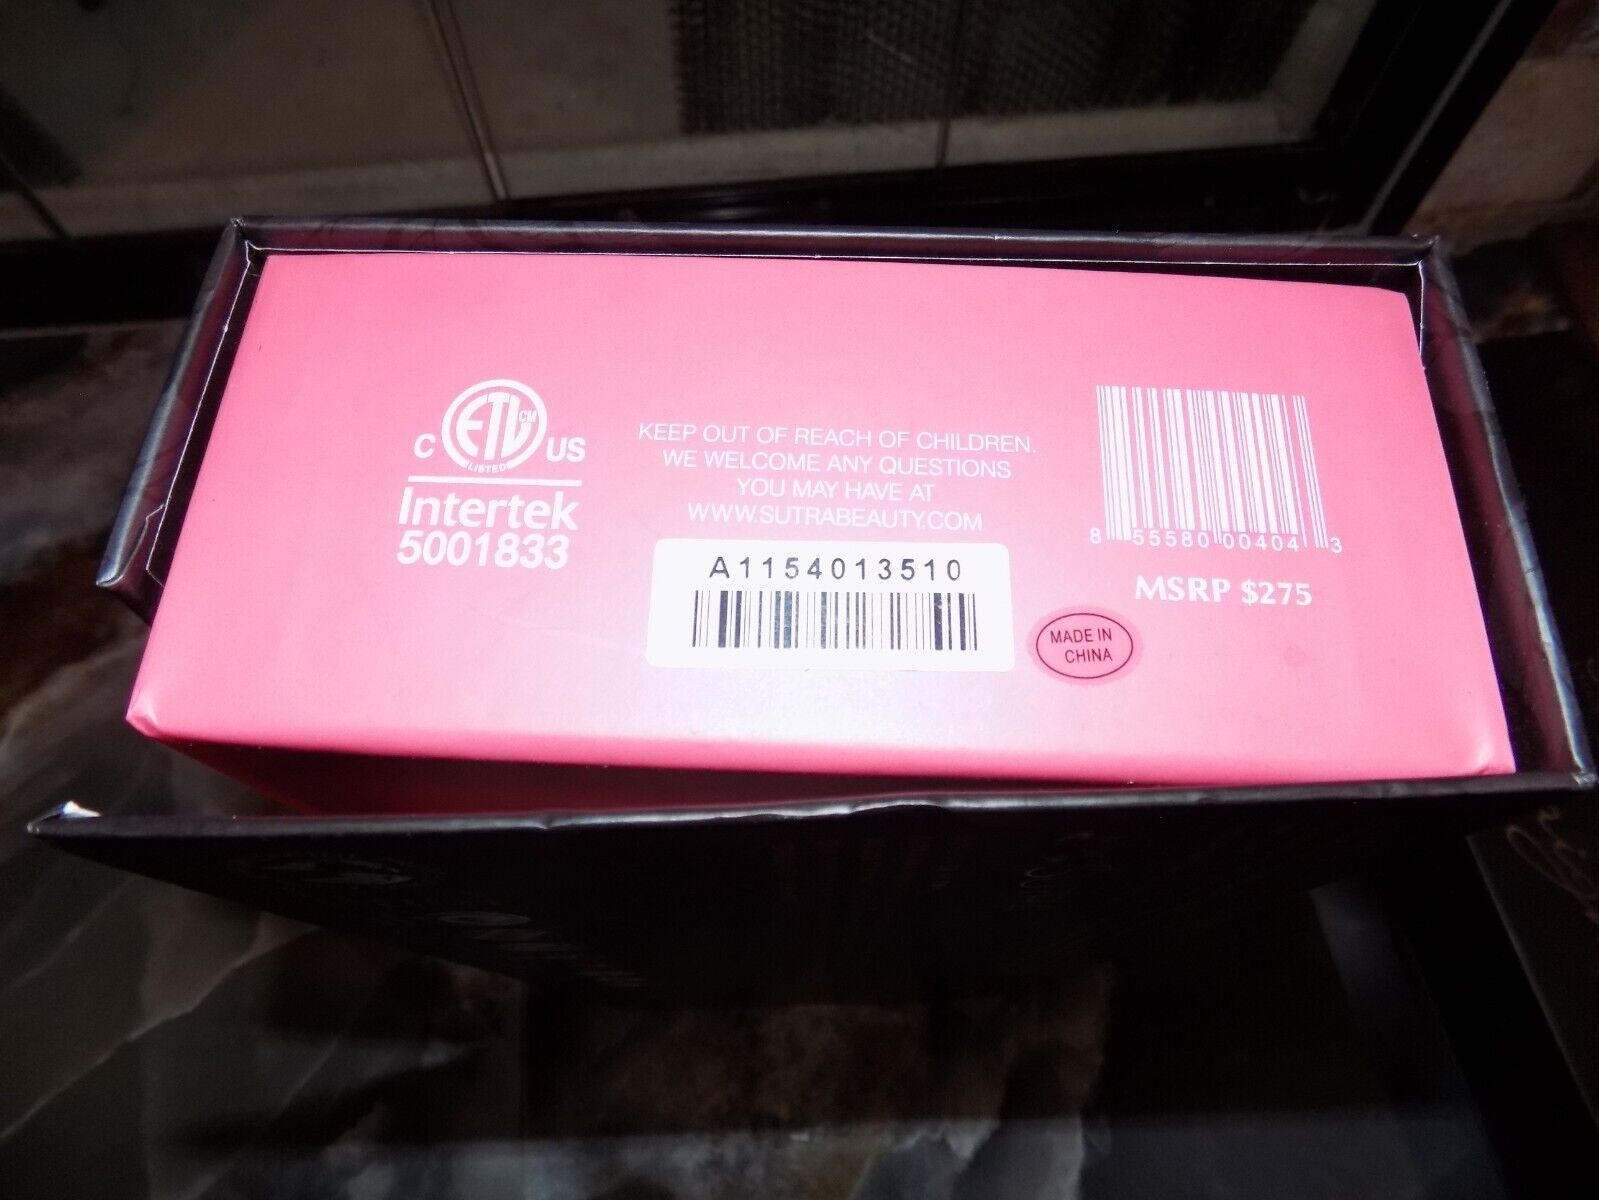 C ETL CM US
LISTED
Intertek
5001833
KEEP OUT OF REACH OF CHILDREN.
WE WELCOME ANY QUESTIONS
YOU MAY HAVE AT
WWW.SUTRABEAUTY.COM
A1154013510
8 55580 00404 3
MSRP $275
MADE IN
CHINA